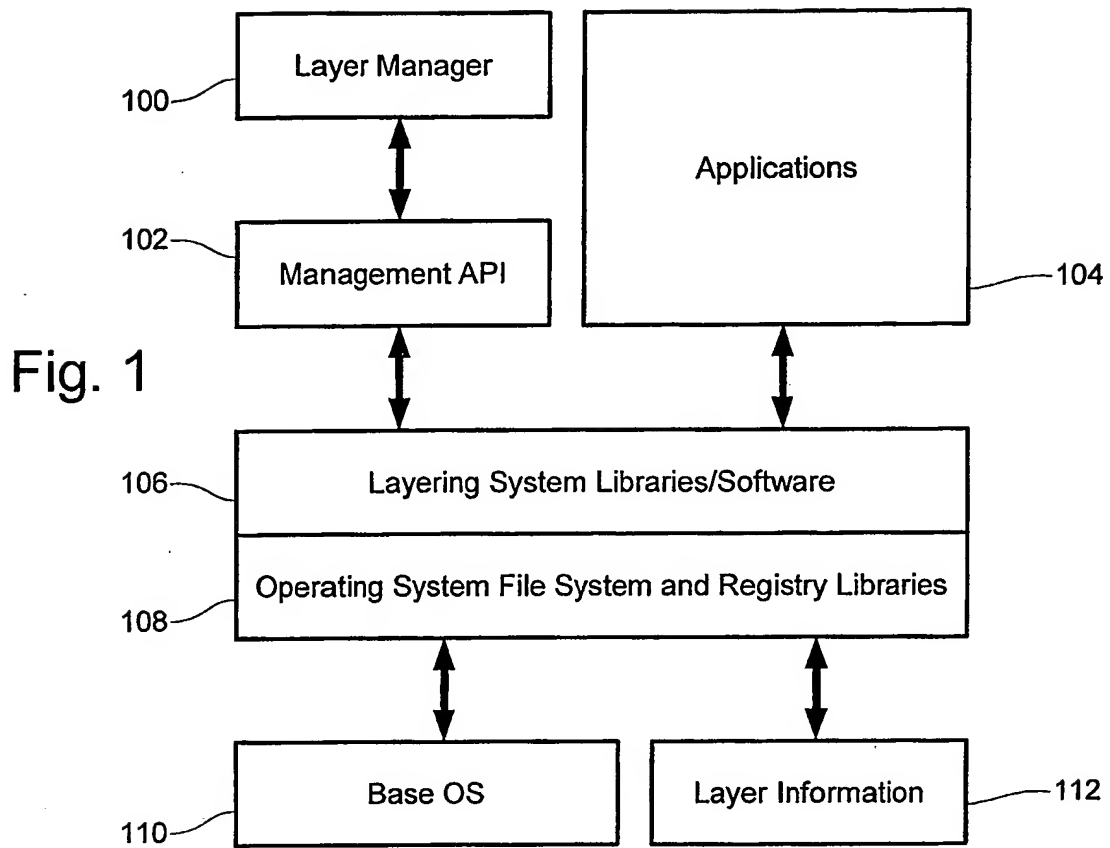 Layer Manager
100
Applications
102
Management API
104
Fig. 1
106
Layering System Libraries/Software
Operating System File System and Registry Libraries
108
Base OS
Layer Information
112
110